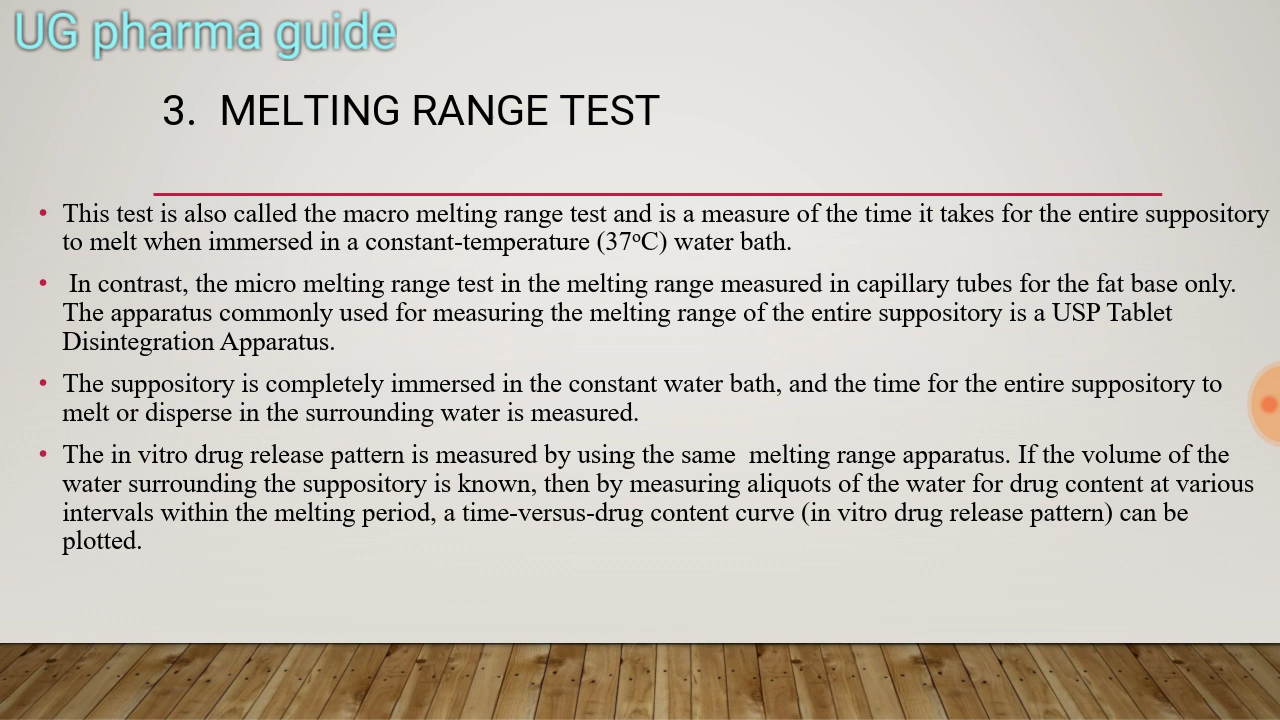 UG pharma guide
3. MELTING RANGE TEST
• This test is also called the macro melting range test and is a measure of the time it takes for the entire suppository
to melt when immersed in a constant-temperature (37ºC) water bath.
• In contrast, the micro melting range test in the melting range measured in capillary tubes for the fat base only.
The apparatus commonly used for measuring the melting range of the entire suppository is a USP Tablet
Disintegration Apparatus.
• The suppository is completely immersed in the constant water bath, and the time for the entire suppository to
melt or disperse in the surrounding water is measured.
• The in vitro drug release pattern is measured by using the same melting range apparatus. If the volume of the
water surrounding the suppository is known, then by measuring aliquots of the water for drug content at various
intervals within the melting period, a time-versus-drug content curve (in vitro drug release pattern) can be
plotted.